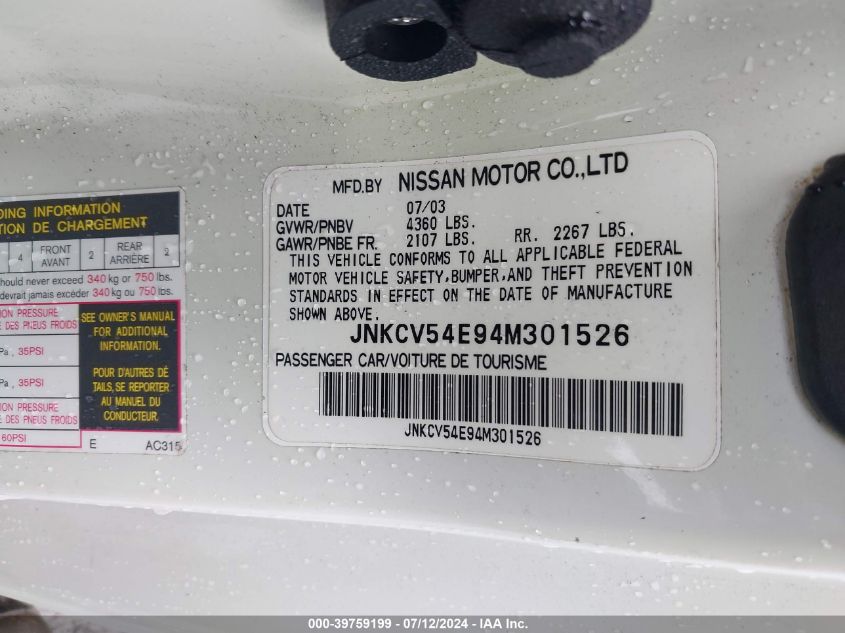 DING INFORMATION
TION DE CHARGEMENT
4 FRONT AVANT 2 REAR ARRIÈRE 2
hould never exceed 340 kg or 750 lbs.
devrait jamais excéder 340 kg ou 750 lbs.
ION PRESSURE
E DES PNEUS FROIDS
Pa , 35PSI
Pa , 35PSI
ION PRESSURE
E DES PNEUS FROIDS
60PSI
SEE OWNER'S MANUAL
FOR ADDITIONAL
INFORMATION.
POUR D'AUTRES DÉ
TAILS, SE REPORTER
AU MANUEL DU
CONDUCTEUR.
E AC315
MFD.BY NISSAN MOTOR CO.,LTD
DATE 07/03
GVWR/PNBV 4360 LBS.
GAWR/PNBE FR. 2107 LBS. RR. 2267 LBS.
THIS VEHICLE CONFORMS TO ALL APPLICABLE FEDERAL
MOTOR VEHICLE SAFETY,BUMPER,AND THEFT PREVENTION
STANDARDS IN EFFECT ON THE DATE OF MANUFACTURE
SHOWN ABOVE.
JNKCV54E94M301526
PASSENGER CAR/VOITURE DE TOURISME
JNKCV54E94M301526
000-39759199 - 07/12/2024 - IAA Inc.